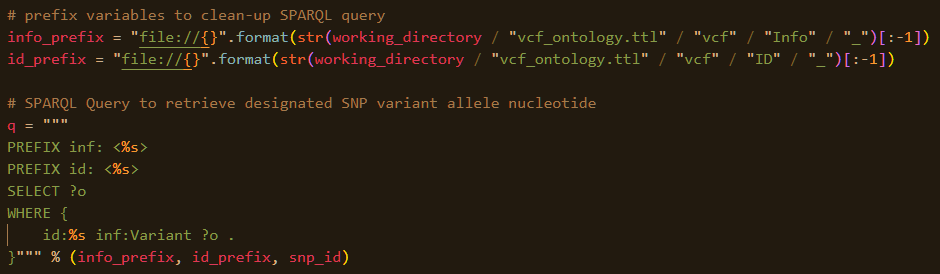 # prefix variables to clean-up SPARQL query
info_prefix = "file://{}".format(str(working_directory / "vcf_ontology.ttl" / "vcf" / "Info" / "_")[:-1])
id_prefix = "file://{}".format(str(working_directory / "vcf_ontology.ttl" / "vcf" / "ID" / "_")[:-1])
# SPARQL Query to retrieve designated SNP variant allele nucleotide
q = """
PREFIX inf: <%s>
PREFIX id: <%s>
SELECT ?o
WHERE {
    id:%s inf:Variant ?o .
}""" % (info_prefix, id_prefix, snp_id)